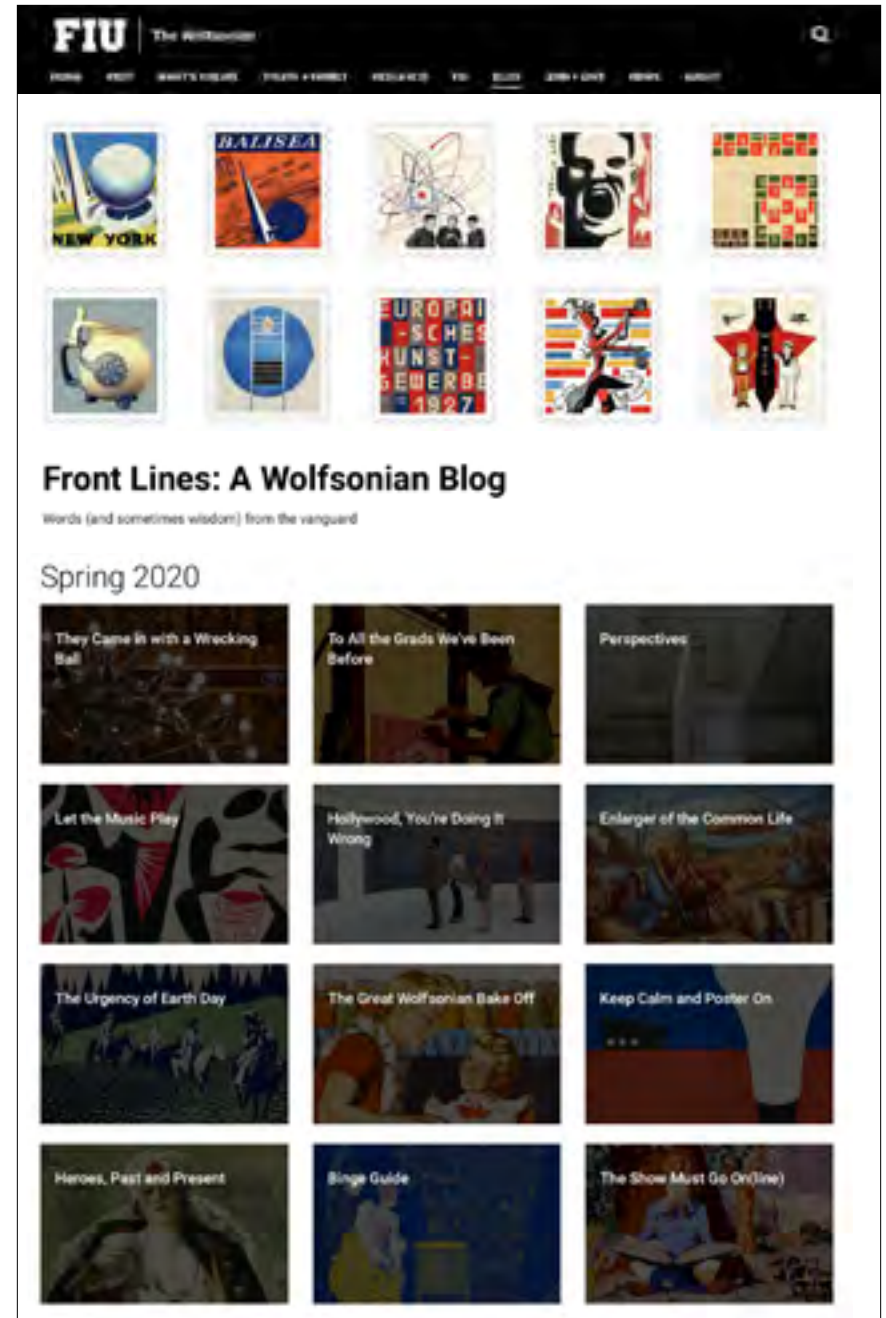 FIU | The Wolfsonian
BLOG
NEW YORK
BALISEA
EUROPÄI
-SCHES
KUNST-
GEWERBE
1927
Front Lines: A Wolfsonian Blog
Words (and sometimes wisdom) from the vanguard
Spring 2020
They Came in with a Wrecking
Ball
To All the Grads We've Been
Before
Perspectives
Let the Music Play
Hollywood, You're Doing It
Wrong
Enlarger of the Common Life
The Urgency of Earth Day
The Great Wolfsonian Bake Off
Keep Calm and Poster On
Heroes, Past and Present
Binge Guide
The Show Must Go On(line)